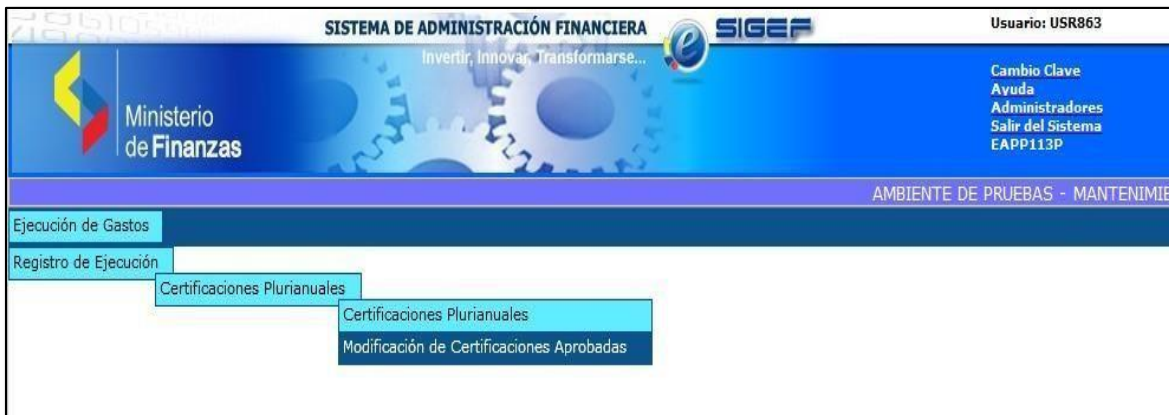 SISTEMA DE ADMINISTRACIÓN FINANCIERA
e SIGEF
Usuario: USR863
Invertir, Innovar, Transformarse...
Ministerio
de Finanzas
Cambio Clave
Ayuda
Administradores
Salir del Sistema
EAPP113P
AMBIENTE DE PRUEBAS - MANTENIMIE
Ejecución de Gastos
Registro de Ejecución
Certificaciones Plurianuales
Certificaciones Plurianuales
Modificación de Certificaciones Aprobadas